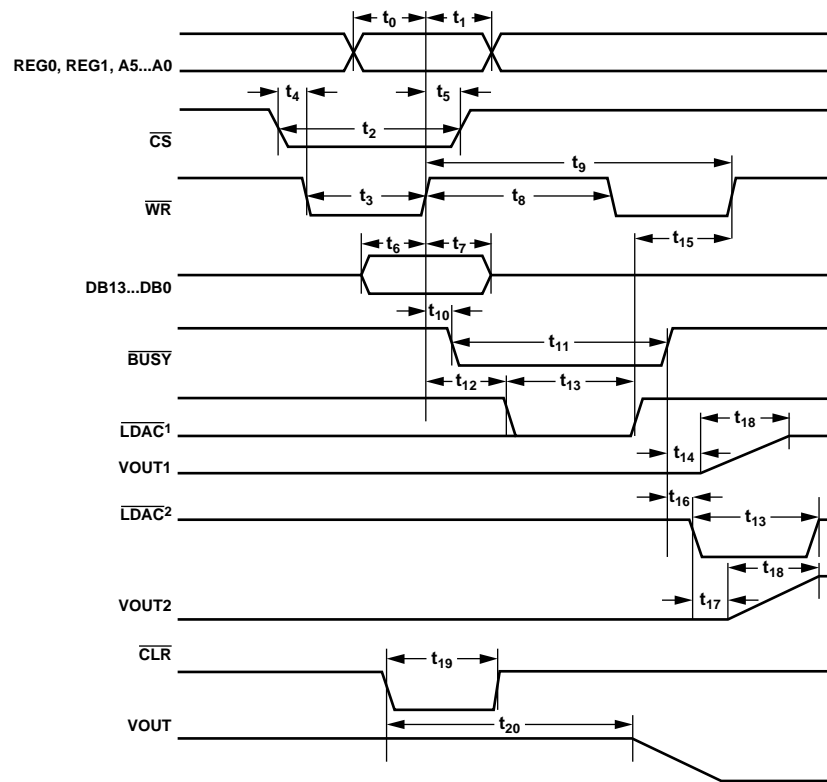 t0 t1
REG0, REG1, A5...A0
t4 t5
t2
CS
t9
WR
t3 t8
t15
t6 t7
DB13...DB0
t10
t11
BUSY
t12 t13
t18
LDAC1
t14
VOUT1
t16
LDAC2
t13
t18
VOUT2
t17
CLR
t19
t20
VOUT